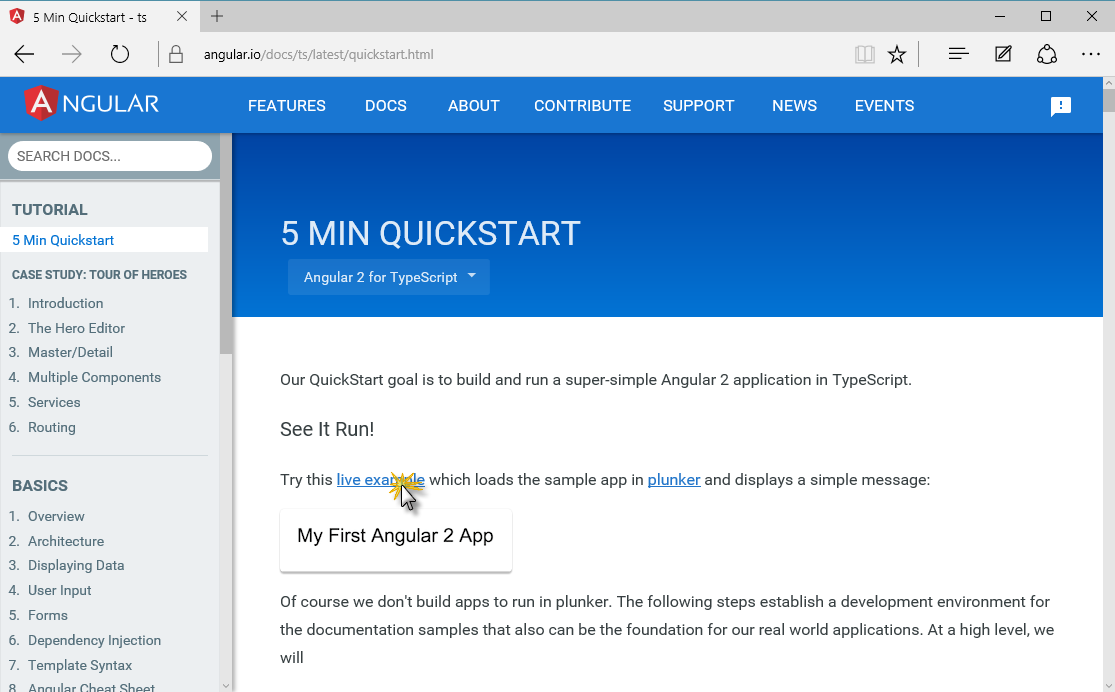 5 Min Quickstart - ts
angular.io/docs/ts/latest/quickstart.html
ANGULAR
FEATURES DOCS ABOUT CONTRIBUTE SUPPORT NEWS EVENTS
SEARCH DOCS...
TUTORIAL
5 Min Quickstart
CASE STUDY: TOUR OF HEROES
1. Introduction
2. The Hero Editor
3. Master/Detail
4. Multiple Components
5. Services
6. Routing
BASICS
1. Overview
2. Architecture
3. Displaying Data
4. User Input
5. Forms
6. Dependency Injection
7. Template Syntax
8. Angular Cheat Sheet
5 MIN QUICKSTART
Angular 2 for TypeScript
Our QuickStart goal is to build and run a super-simple Angular 2 application in TypeScript.
See It Run!
Try this live example which loads the sample app in plunker and displays a simple message:
My First Angular 2 App
Of course we don't build apps to run in plunker. The following steps establish a development environment for
the documentation samples that also can be the foundation for our real world applications. At a high level, we
will